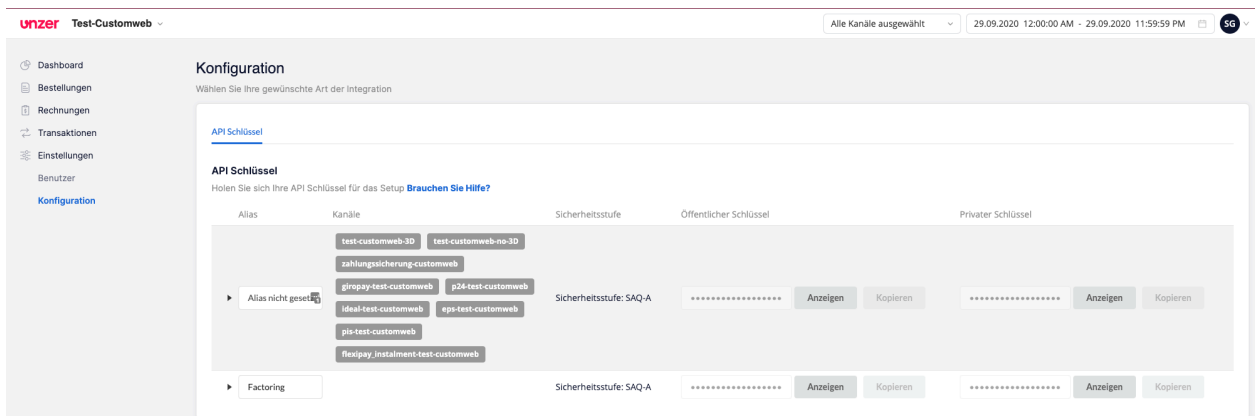 unzer Test-Customweb Alle Kanäle ausgewählt 29.09.2020 12:00:00 AM - 29.09.2020 11:59:59 PM SG
Dashboard
Bestellungen
Rechnungen
Transaktionen
Einstellungen
Benutzer
Konfiguration
Konfiguration
Wählen Sie Ihre gewünschte Art der Integration
API Schlüssel
API Schlüssel
Holen Sie sich Ihre API Schlüssel für das Setup Brauchen Sie Hilfe?
Alias Kanäle Sicherheitsstufe Öffentlicher Schlüssel Privater Schlüssel
test-customweb-3D test-customweb-no-3D
zahlungssicherung-customweb
giropay-test-customweb p24-test-customweb
Alias nicht Sicherheitsstufe: SAQ-A Anzeigen Kopieren Anzeigen Kopieren
ideal-test-customweb eps-test-customweb
pis-test-customweb
flexipay_instalment-test-customweb
Factoring Sicherheitsstufe: SAQ-A Anzeigen Kopieren Anzeigen Kopieren